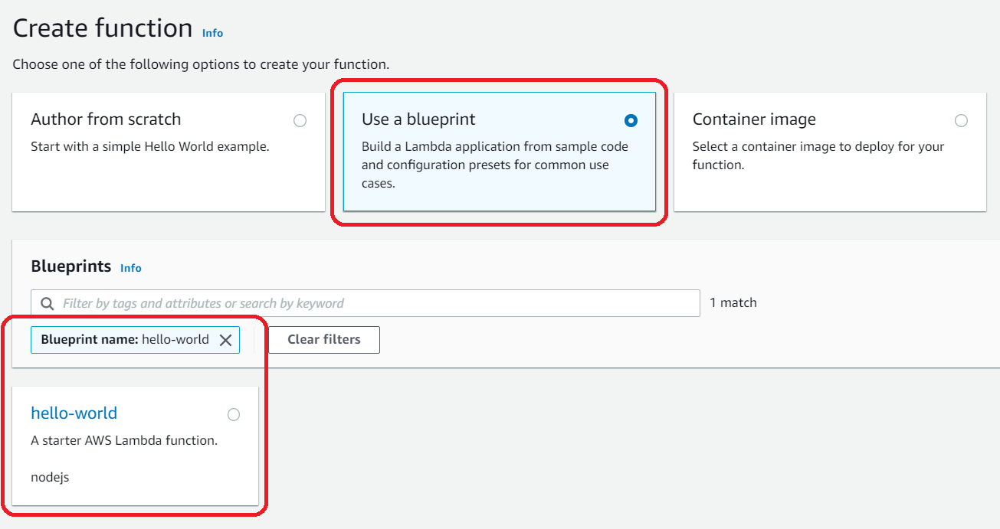 Create function Info
Choose one of the following options to create your function.
Author from scratch
Start with a simple Hello World example.
Use a blueprint
Build a Lambda application from sample code
and configuration presets for common use
cases.
Container image
Select a container image to deploy for your
function.
Blueprints Info
Filter by tags and attributes or search by keyword
1 match
Blueprint name: hello-world
Clear filters
hello-world
A starter AWS Lambda function.
nodejs